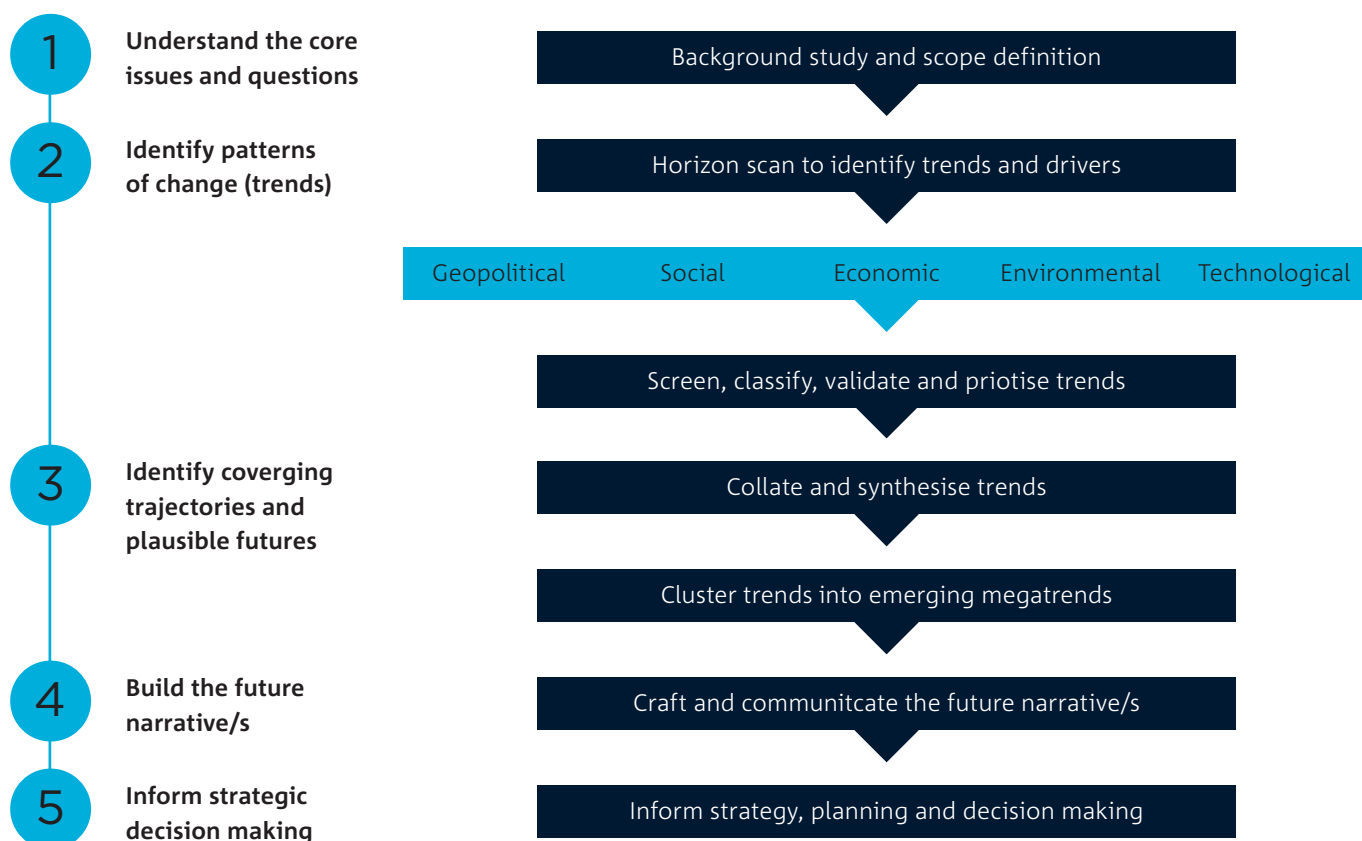 1
Understand the core
issues and questions
Background study and scope definition
2
Identify patterns
of change (trends)
Horizon scan to identify trends and drivers
Geopolitical Social Economic Environmental Technological
Screen, classify, validate and priotise trends
3
Identify coverging
trajectories and
plausible futures
Collate and synthesise trends
Cluster trends into emerging megatrends
4
Build the future
narrative/s
Craft and communitcate the future narrative/s
5
Inform strategic
decision making
Inform strategy, planning and decision making